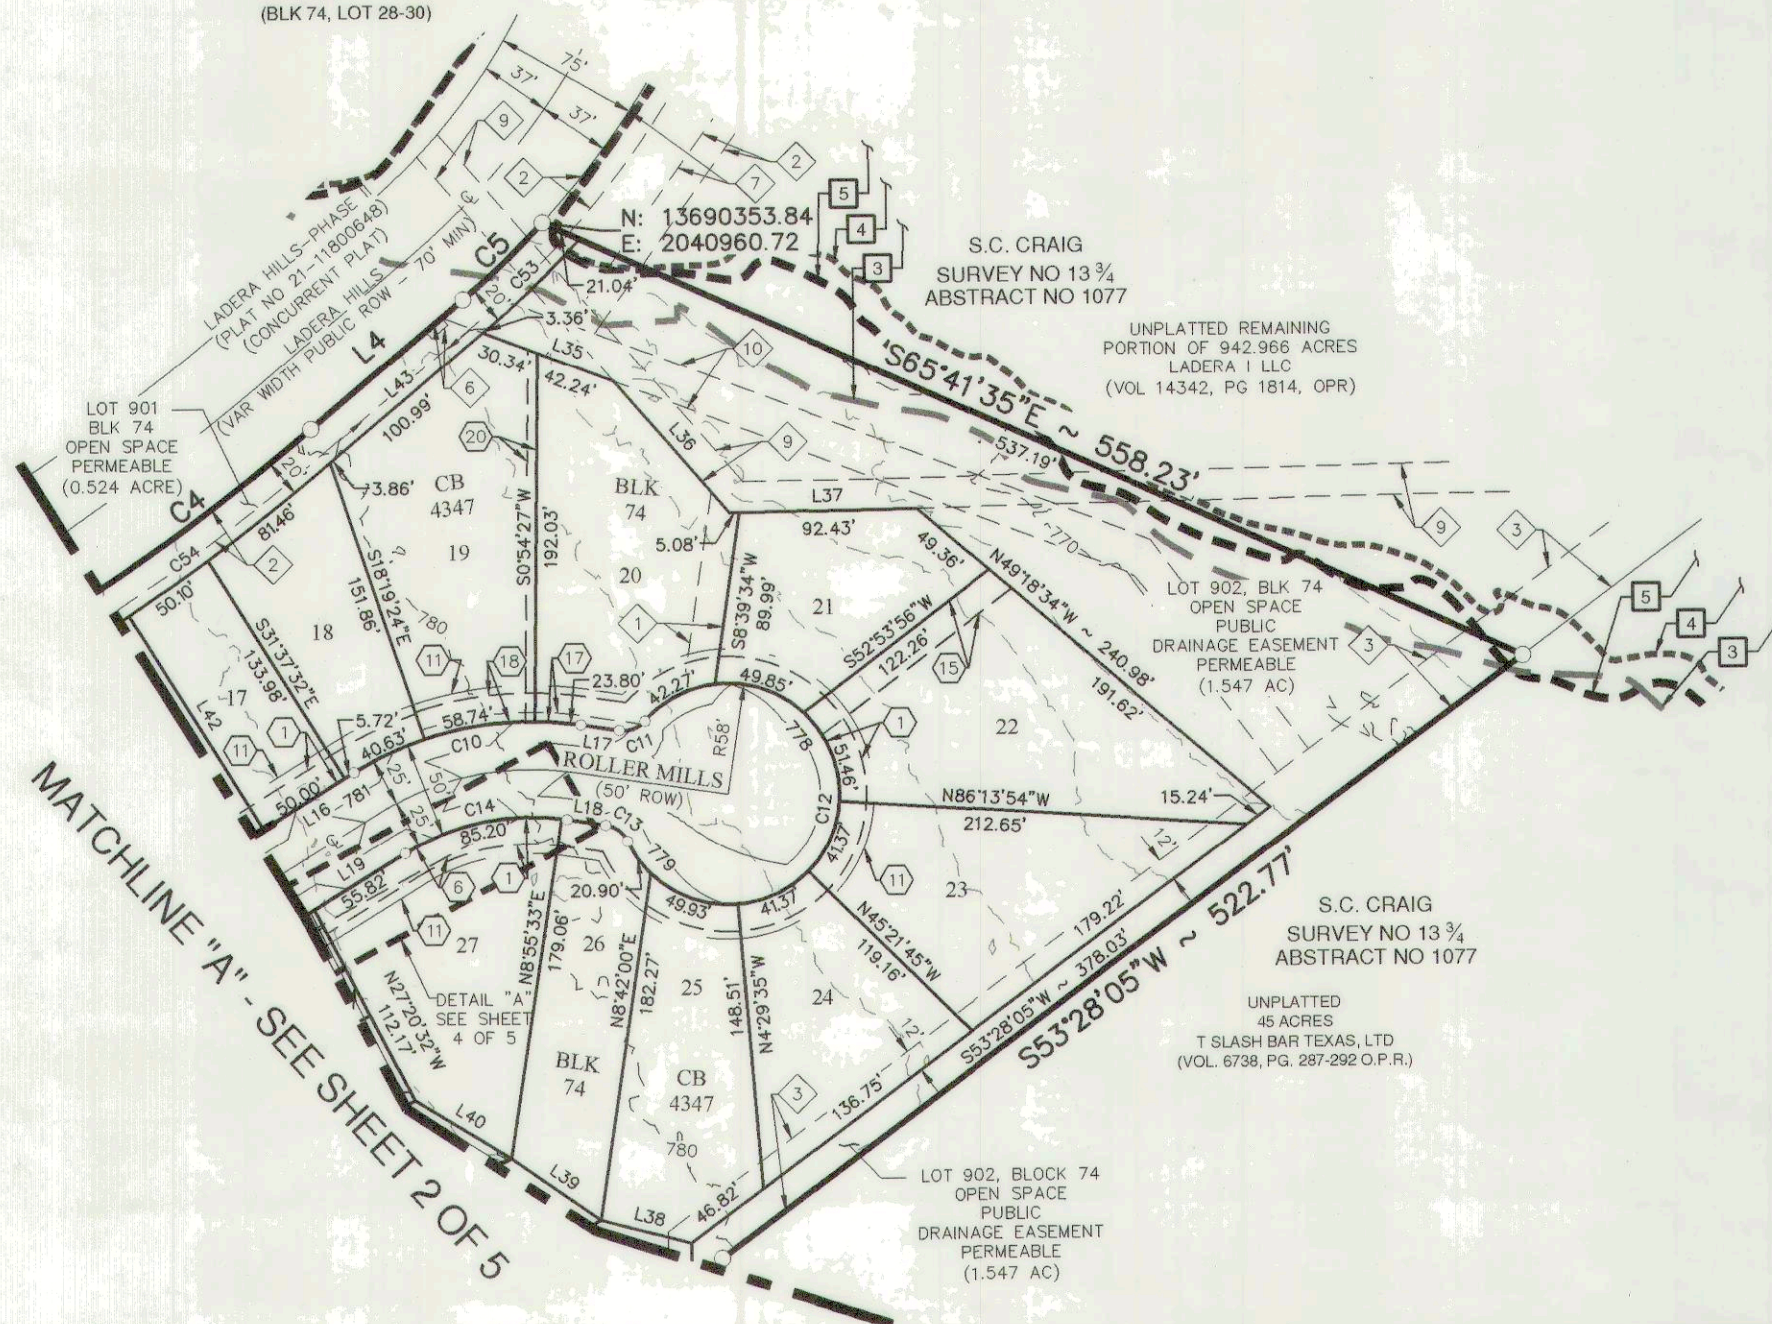 (BLK 74, LOT 28-30)
75'
37'
37'
9
2
2
7
5
4
3
N: 13690353.84
E: 2040960.72
S.C. CRAIG
SURVEY NO 13 ¾
ABSTRACT NO 1077
UNPLATTED REMAINING
PORTION OF 942.966 ACRES
LADERA I LLC
(VOL 14342, PG 1814, OPR)
LADERA HILLS-PHASE
(PLAT NO 21-11800648)
(CONCURRENT PLAT)
LADERA HILLS
(VAR WIDTH PUBLIC ROW - 70' MIN)
C5
C53
20'
21.04'
3.36'
L4
L43
100.99'
30.34'
L35
42.24'
10
6
20
L36
9
S65°41'35"E ~ 558.23'
537.19'
LOT 901
BLK 74
OPEN SPACE
PERMEABLE
(0.524 ACRE)
C4
20'
81.46'
C54
50.10'
2
3.86'
CB
4347
19
S0°54'27"W
192.03'
BLK
74
20
5.08'
L37
92.43'
49.36'
N49°18'34"W ~ 240.98'
191.62'
770
9
3
5
4
3
3
LOT 902, BLK 74
OPEN SPACE
PUBLIC
DRAINAGE EASEMENT
PERMEABLE
(1.547 AC)
S18°19'24"E
151.86'
780
18
S31°37'32"E
133.98'
17
L42
11
1
11
18
17
1
S8°39'34"W
89.99'
21
S52°53'56"W
122.26'
15
22
23.80'
42.27'
49.85'
5.72'
40.63'
58.74'
C10
L17
C11
R58'
778
51.46'
1
50.00'
L16
781
25'
50'
25'
ROLLER MILLS
(50' ROW)
C14
85.20'
L18
C13
779
C12
41.37'
N86°13'54"W
212.65'
15.24'
12'
L19
55.82'
6
1
11
11
23
20.90'
49.93'
41.37'
27
26
25
24
N8°55'33"E
179.06'
N8°42'00"E
182.27'
148.51'
N4°29'35"W
N45°21'45"W
119.16'
12'
179.22'
S53°28'05"W ~ 378.03'
S53°28'05"W ~ 522.77'
S.C. CRAIG
SURVEY NO 13 ¾
ABSTRACT NO 1077
UNPLATTED
45 ACRES
T SLASH BAR TEXAS, LTD
(VOL. 6738, PG. 287-292 O.P.R.)
DETAIL "A"
SEE SHEET
4 OF 5
N27°20'32"W
112.17'
BLK
74
CB
4347
780
3
136.75'
46.82'
L40
L39
L38
LOT 902, BLOCK 74
OPEN SPACE
PUBLIC
DRAINAGE EASEMENT
PERMEABLE
(1.547 AC)
MATCHLINE "A" - SEE SHEET 2 OF 5